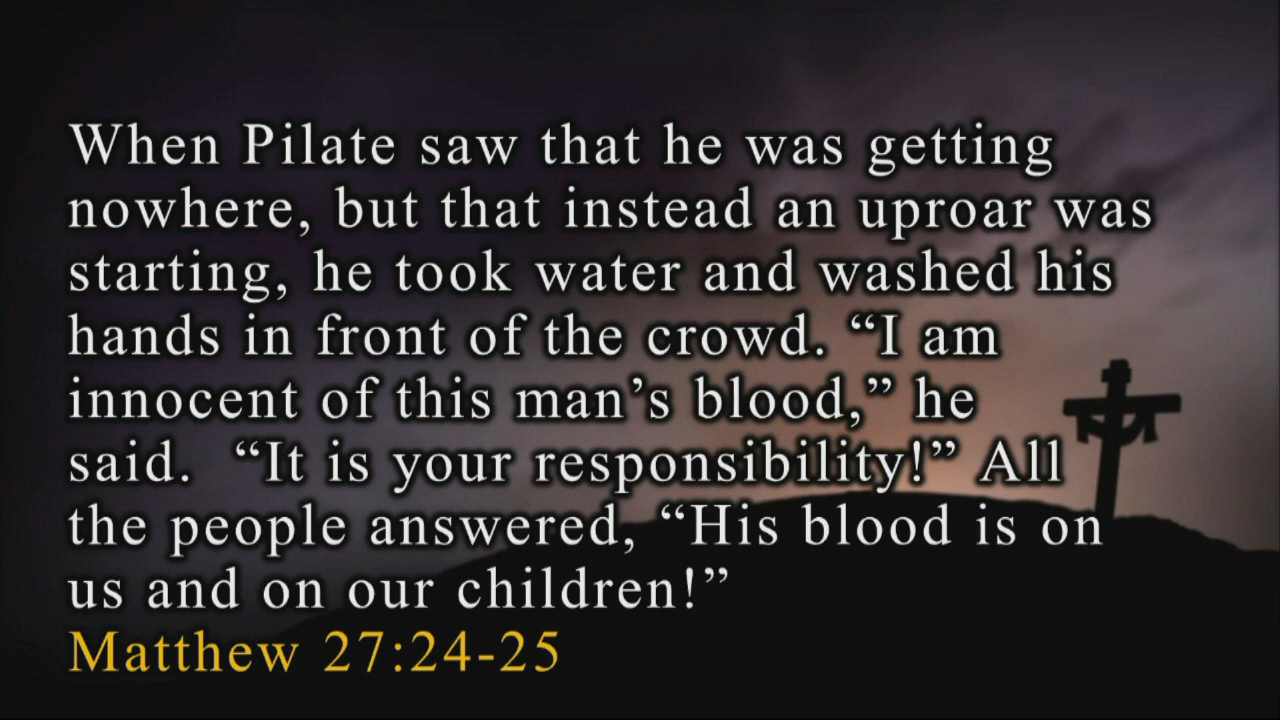 When Pilate saw that he was getting
nowhere, but that instead an uproar was
starting, he took water and washed his
hands in front of the crowd. “I am
innocent of this man’s blood,” he
said.  “It is your responsibility!” All
the people answered, “His blood is on
us and on our children!”
Matthew 27:24-25